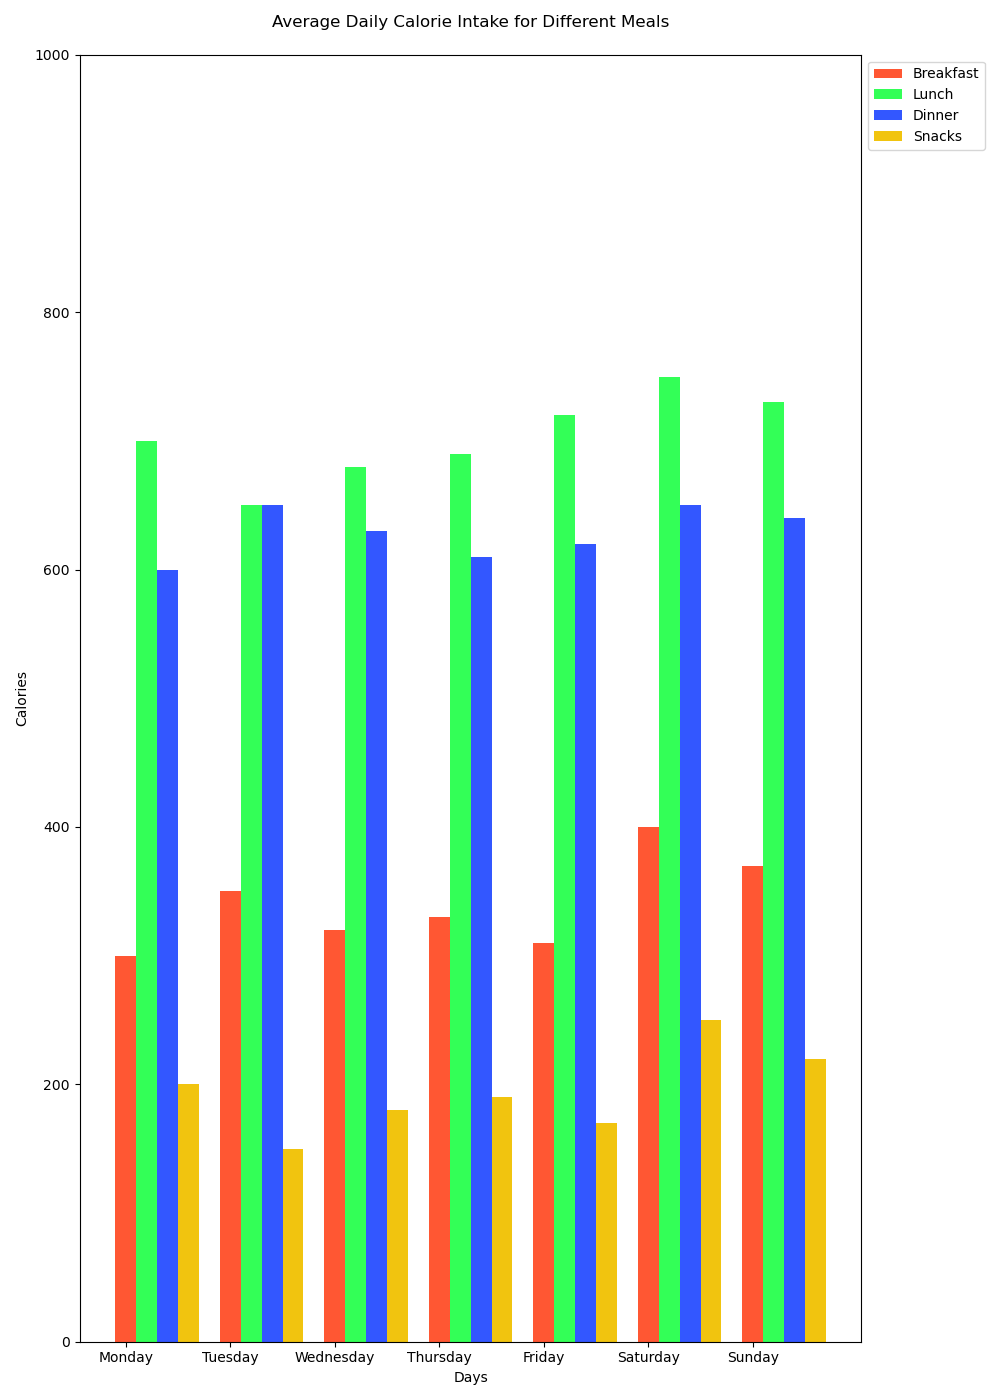 Average Daily Calorie Intake for Different Meals
1000
800
600
400
200
0
Calories
Breakfast
Lunch
Dinner
Snacks
Monday Tuesday Wednesday Thursday Friday Saturday Sunday
Days